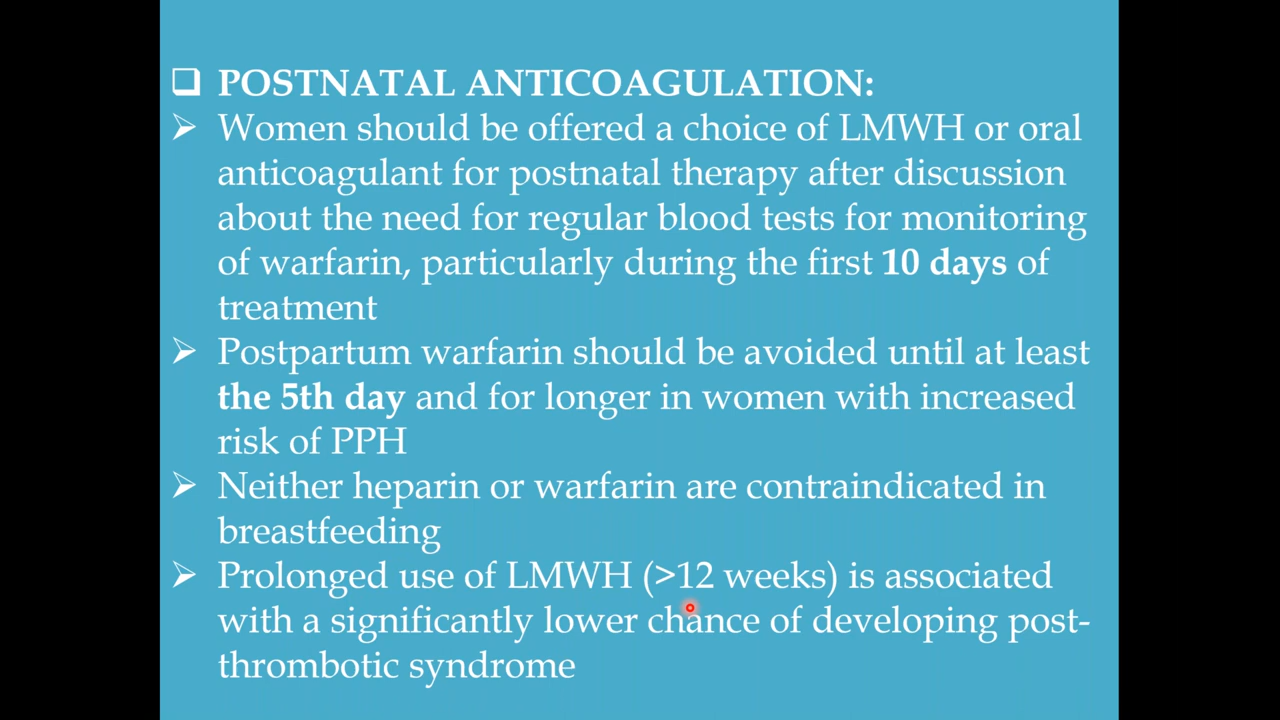 ❑ POSTNATAL ANTICOAGULATION:
➢ Women should be offered a choice of LMWH or oral
anticoagulant for postnatal therapy after discussion
about the need for regular blood tests for monitoring
of warfarin, particularly during the first 10 days of
treatment
➢ Postpartum warfarin should be avoided until at least
the 5th day and for longer in women with increased
risk of PPH
➢ Neither heparin or warfarin are contraindicated in
breastfeeding
➢ Prolonged use of LMWH (>12 weeks) is associated
with a significantly lower chance of developing post-
thrombotic syndrome